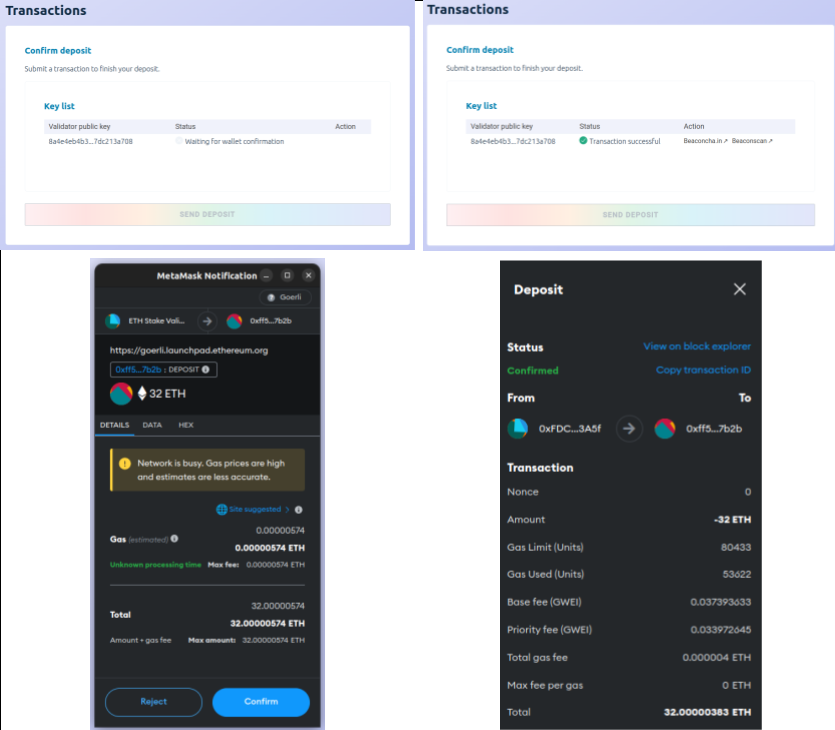 Transactions
Confirm deposit
Submit a transaction to finish your deposit.
Key list
Validator public key Status Action
8a4e4eb4b3...7dc213a708 Waiting for wallet confirmation
SEND DEPOSIT
Transactions
Confirm deposit
Submit a transaction to finish your deposit.
Key list
Validator public key Status Action
8a4e4eb4b3...7dc213a708 Transaction successful Beaconcha.in↗ Beaconscan↗
SEND DEPOSIT
MetaMask Notification
Goerli
ETH Stake Vali... 0xff5...7b2b
https://goerli.launchpad.ethereum.org
0xff5...7b2b : DEPOSIT
32 ETH
DETAILS DATA HEX
Network is busy. Gas prices are high
and estimates are less accurate.
Site suggested >
0.00000574
Gas (estimated) 0.00000574 ETH
Unknown processing time Max fee: 0.00000574 ETH
32.00000574
Total 32.00000574 ETH
Amount + gas fee Max amount: 32.00000574 ETH
Reject Confirm
Deposit
Status View on block explorer
Confirmed Copy transaction ID
From To
0xFDC...3A5f 0xff5...7b2b
Transaction
Nonce 0
Amount -32 ETH
Gas Limit (Units) 80433
Gas Used (Units) 53622
Base fee (GWEI) 0.037393633
Priority fee (GWEI) 0.033972645
Total gas fee 0.000004 ETH
Max fee per gas 0 ETH
Total 32.00000383 ETH